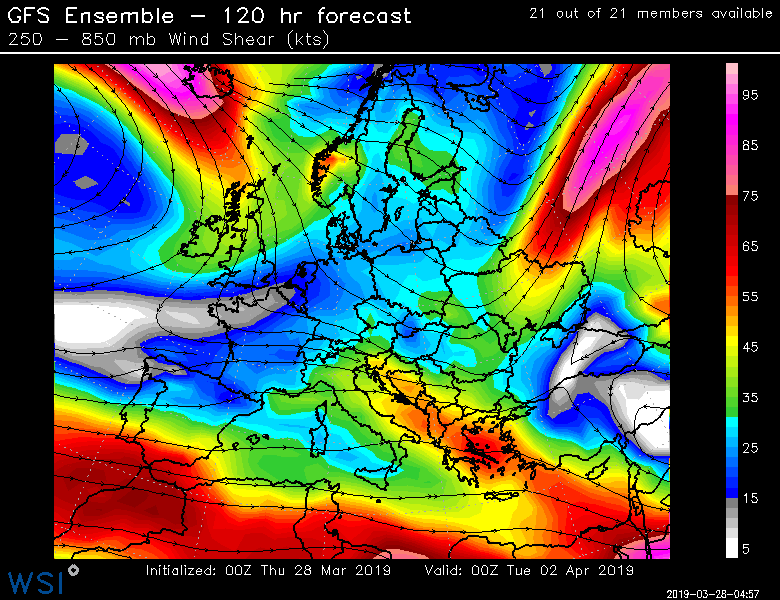 GFS Ensemble – 120 hr forecast
21 out of 21 members available
250 – 850 mb Wind Shear (kts)
95
85
75
65
55
45
35
25
15
5
WSI
Initialized: 00Z Thu 28 Mar 2019
Valid: 00Z Tue 02 Apr 2019
2019-03-28-04:57